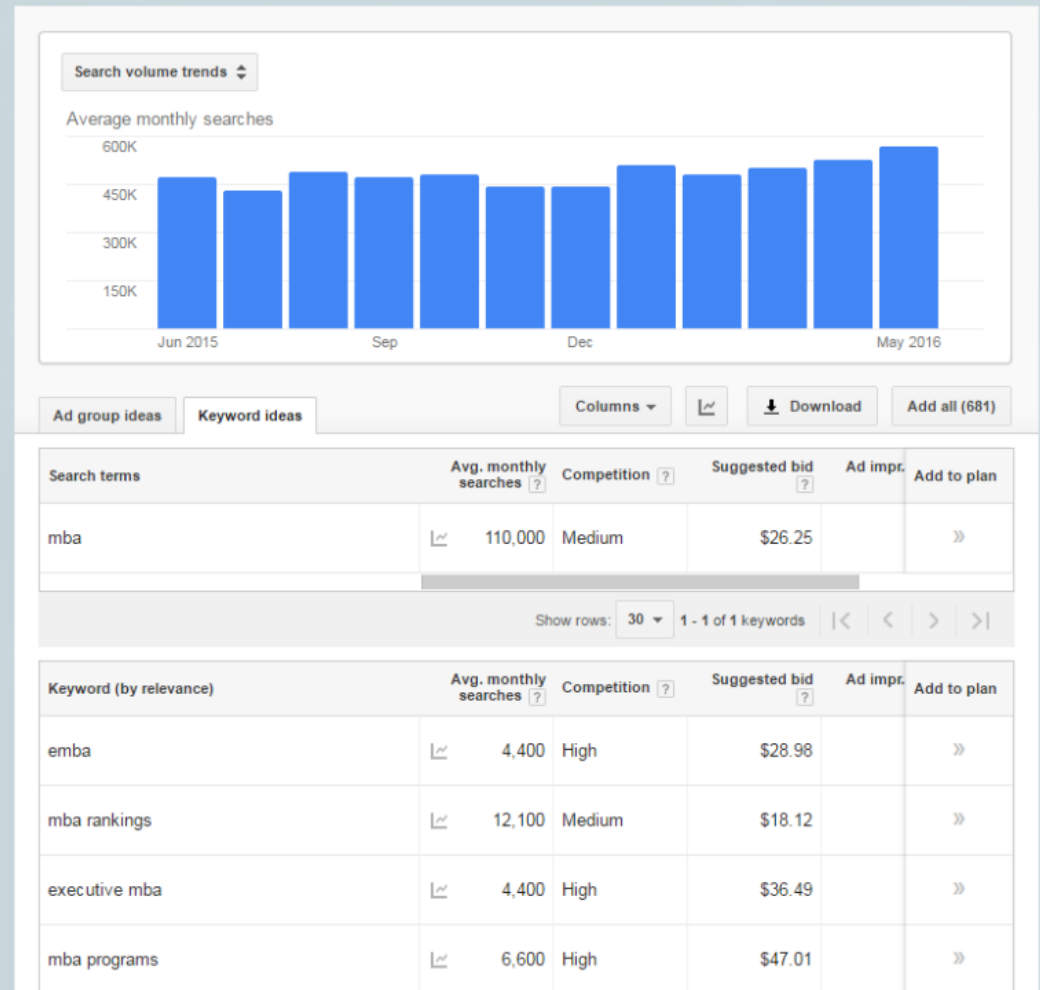 Search volume trends
Average monthly searches
600K
450K
300K
150K
Jun 2015 Sep Dec May 2016
Ad group ideas Keyword ideas Columns Download Add all (681)
Search terms Avg. monthly searches ? Competition ? Suggested bid ? Ad impr. Add to plan
mba 110,000 Medium $26.25 »
Show rows: 30 1 - 1 of 1 keywords |< < > >|
Keyword (by relevance) Avg. monthly searches ? Competition ? Suggested bid ? Ad impr. Add to plan
emba 4,400 High $28.98 »
mba rankings 12,100 Medium $18.12 »
executive mba 4,400 High $36.49 »
mba programs 6,600 High $47.01 »